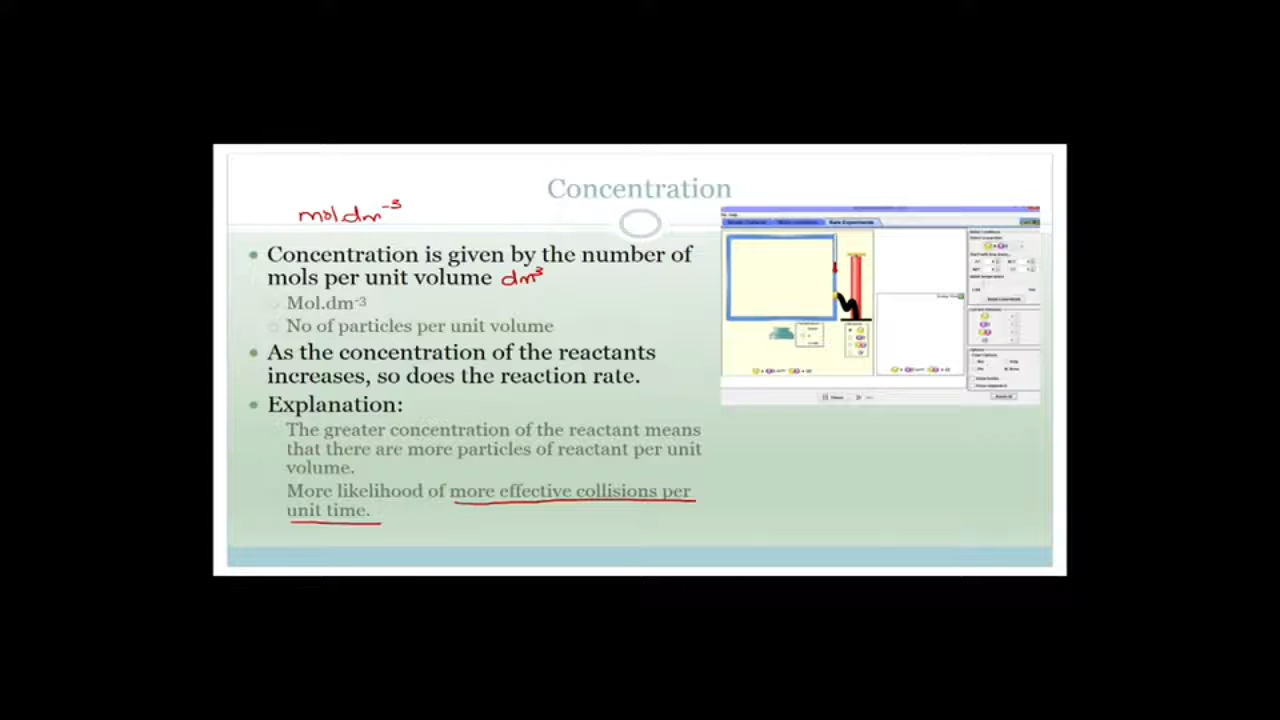 Concentration
mol.dm⁻³
Concentration is given by the number of
mols per unit volume dm³
Mol.dm⁻³
No of particles per unit volume
As the concentration of the reactants
increases, so does the reaction rate.
Explanation:
The greater concentration of the reactant means
that there are more particles of reactant per unit
volume.
More likelihood of more effective collisions per
unit time.
Rate Experiments